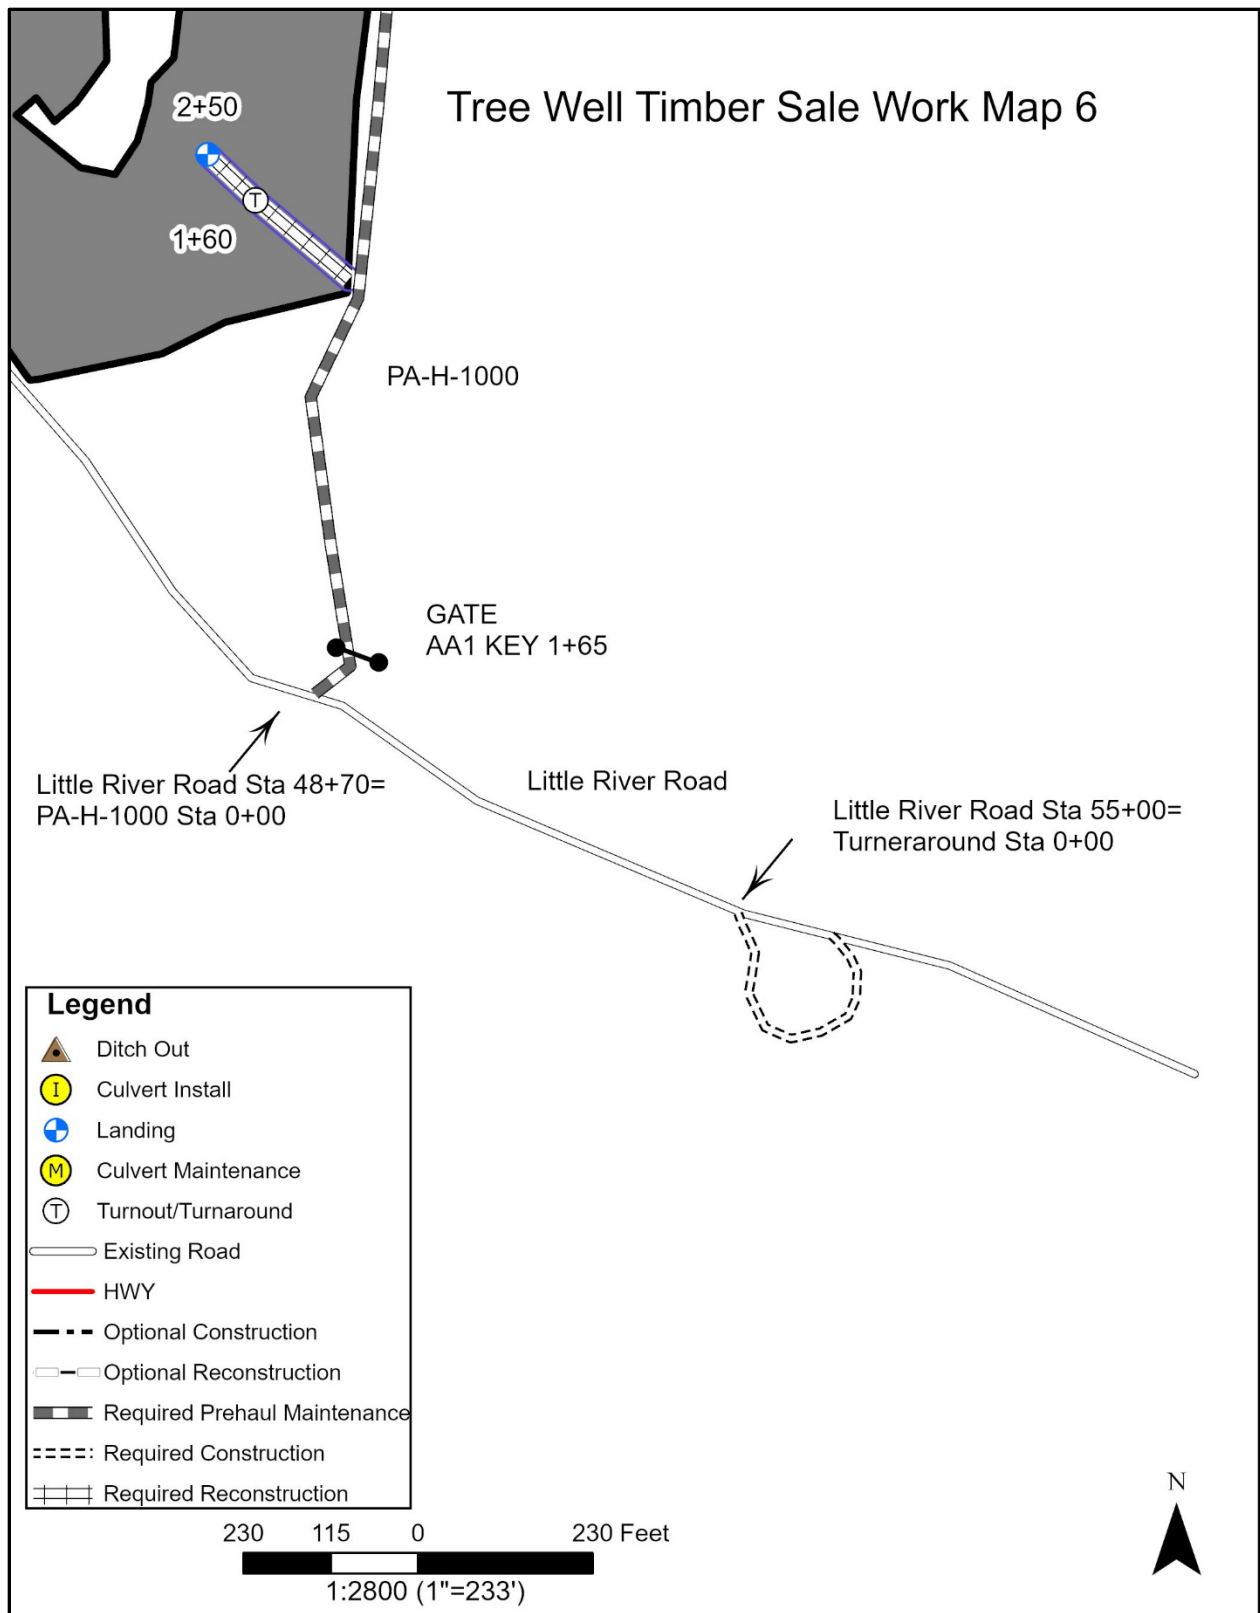 Tree Well Timber Sale Work Map 6
2+50
T
1+60
PA-H-1000
GATE
AA1 KEY 1+65
Little River Road Sta 48+70=
PA-H-1000 Sta 0+00
Little River Road
Little River Road Sta 55+00=
Turneraround Sta 0+00
Legend
Ditch Out
I Culvert Install
Landing
M Culvert Maintenance
T Turnout/Turnaround
Existing Road
HWY
Optional Construction
Optional Reconstruction
Required Prehaul Maintenance
Required Construction
Required Reconstruction
N
230 115 0 230 Feet
1:2800 (1"=233')